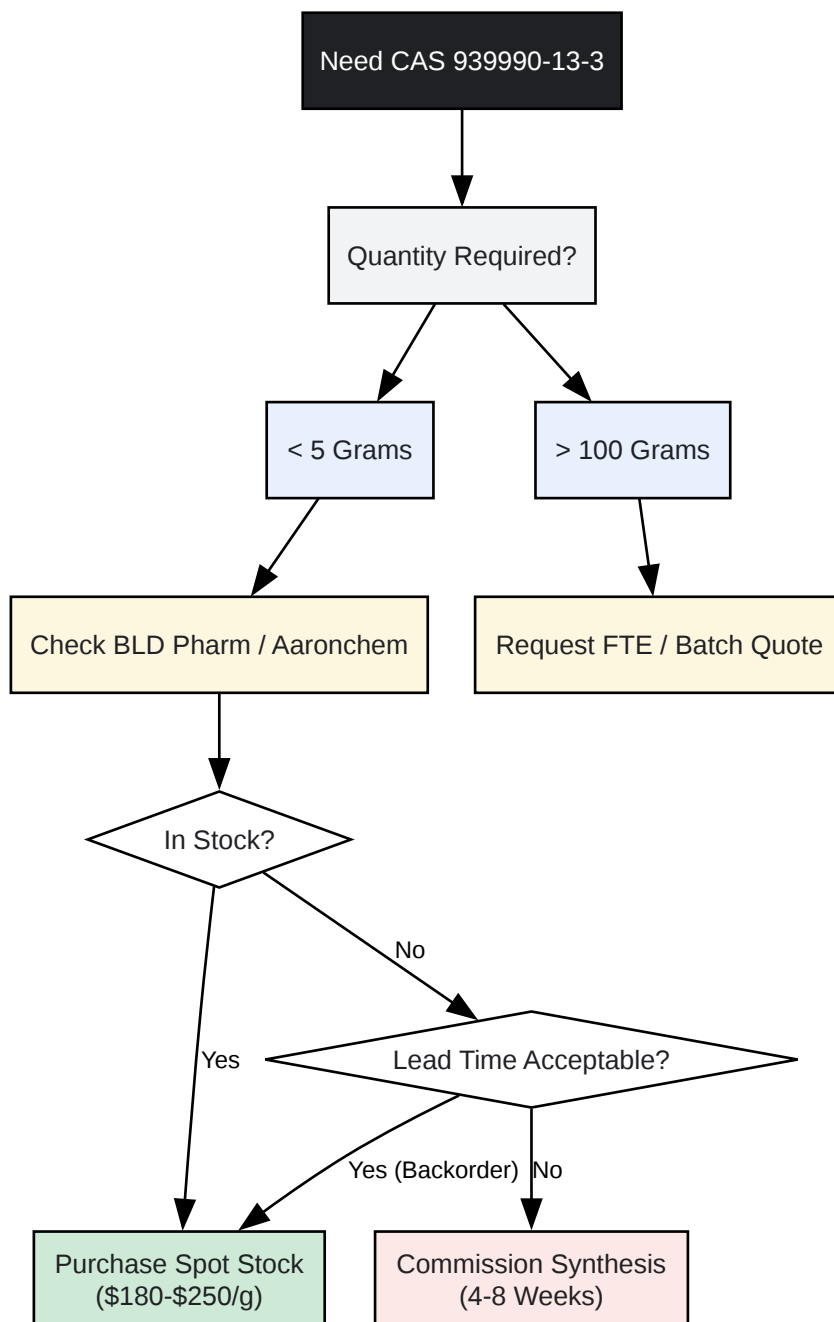 Need CAS 939990-13-3
Quantity Required?
< 5 Grams
> 100 Grams
Check BLD Pharm / Aaronchem
Request FTE / Batch Quote
In Stock?
No
Yes
Lead Time Acceptable?
Yes (Backorder)
No
Purchase Spot Stock
($180-$250/g)
Commission Synthesis
(4-8 Weeks)